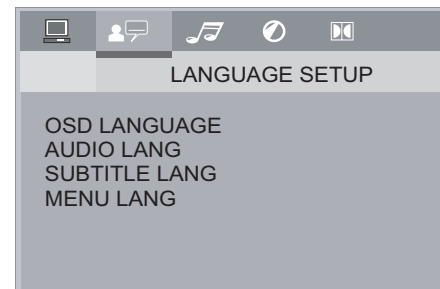 LANGUAGE SETUP
OSD LANGUAGE
AUDIO LANG
SUBTITLE LANG
MENU LANG